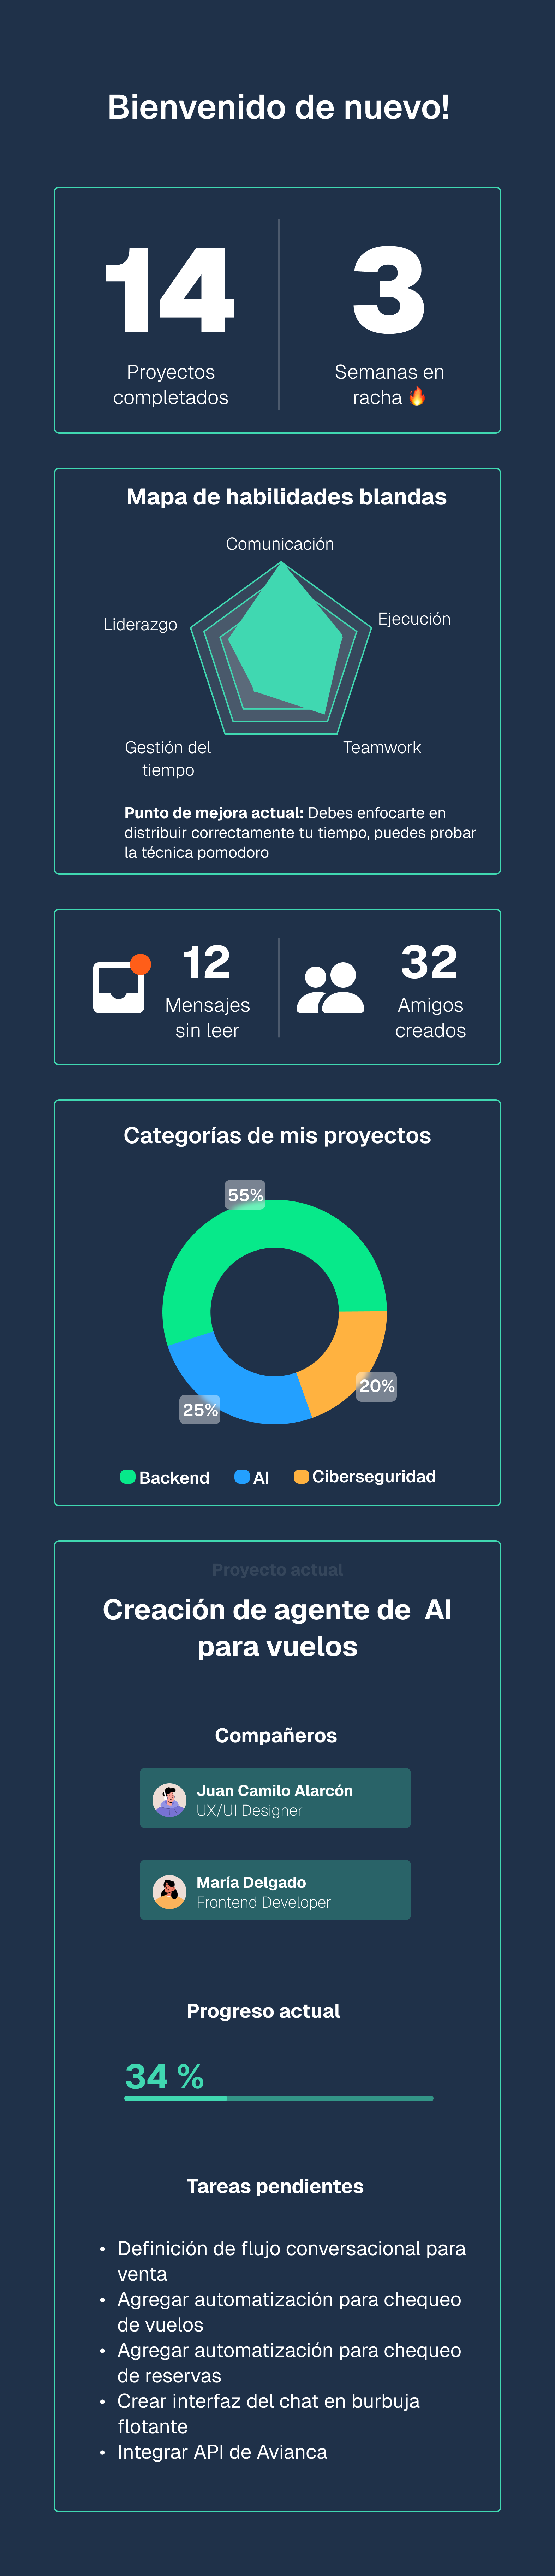 Bienvenido de nuevo!
14
Proyectos
completados
3
Semanas en
racha 🔥
Mapa de habilidades blandas
Comunicación
Liderazgo
Ejecución
Gestión del
tiempo
Teamwork
Punto de mejora actual: Debes enfocarte en
distribuir correctamente tu tiempo, puedes probar
la técnica pomodoro
12
Mensajes
sin leer
32
Amigos
creados
Categorías de mis proyectos
55%
20%
25%
Backend
AI
Ciberseguridad
Proyecto actual
Creación de agente de AI
para vuelos
Compañeros
Juan Camilo Alarcón
UX/UI Designer
María Delgado
Frontend Developer
Progreso actual
34 %
Tareas pendientes
• Definición de flujo conversacional para
venta
• Agregar automatización para chequeo
de vuelos
• Agregar automatización para chequeo
de reservas
• Crear interfaz del chat en burbuja
flotante
• Integrar API de Avianca